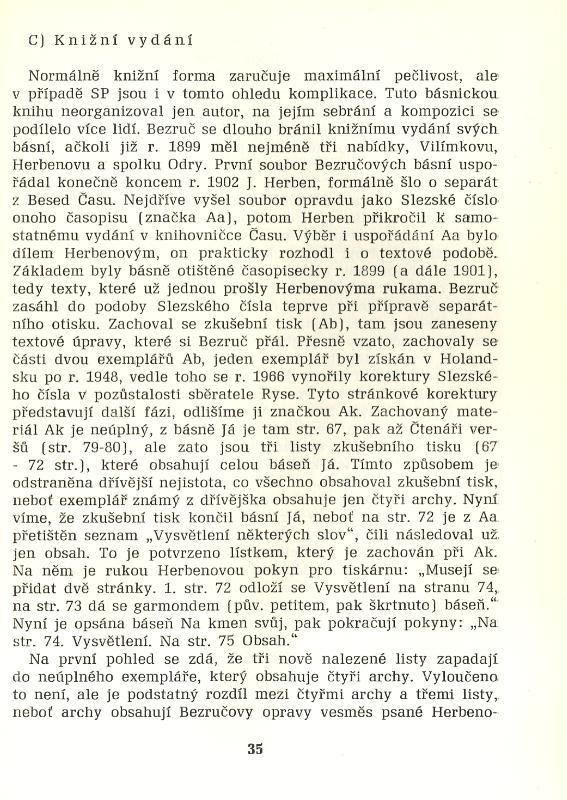 C) Knižní vydání
Normálně knižní forma zaručuje maximální pečlivost, ale
v případě SP jsou i v tomto ohledu komplikace. Tuto básnickou
knihu neorganizoval jen autor, na jejím sebrání a kompozici se
podílelo více lidí. Bezruč se dlouho bránil knižnímu vydání svých
básní, ačkoli již r. 1899 měl nejméně tři nabídky, Vilímkovu,
Herbenovu a spolku Odry. První soubor Bezručových básní uspo-
řádal konečně koncem r. 1902 J. Herben, formálně šlo o separát
z Besed Času. Nejdříve vyšel soubor opravdu jako Slezské číslo
onoho časopisu (značka Aa), potom Herben přikročil k samo-
statnému vydání v knihovničce Času. Výběr i uspořádání Aa bylo
dílem Herbenovým, on prakticky rozhodl i o textové podobě.
Základem byly básně otištěné časopisecky r. 1899 (a dále 1901),
tedy texty, které už jednou prošly Herbenovýma rukama. Bezruč
zasáhl do podoby Slezského čísla teprve při přípravě separát-
ního otisku. Zachoval se zkušební tisk (Ab), tam jsou zaneseny
textové úpravy, které si Bezruč přál. Přesně vzato, zachovaly se
části dvou exemplářů Ab, jeden exemplář byl získán v Holand-
sku po r. 1948, vedle toho se r. 1966 vynořily korektury Slezské-
ho čísla v pozůstalosti sběratele Ryse. Tyto stránkové korektury
představují další fázi, odlišíme ji značkou Ak. Zachovaný mate-
riál Ak je neúplný, z básně Já je tam str. 67, pak až Čtenáři ver-
šů (str. 79-80), ale zato jsou tři listy zkušebního tisku (67
- 72 str.), které obsahují celou báseň Já. Tímto způsobem je
odstraněna dřívější nejistota, co všechno obsahoval zkušební tisk,
neboť exemplář známý z dřívějška obsahuje jen čtyři archy. Nyní
víme, že zkušební tisk končil básní Já, neboť na str. 72 je z Aa
přetištěn seznam „Vysvětlení některých slov“, čili následoval už
jen obsah. To je potvrzeno lístkem, který je zachován při Ak.
Na něm je rukou Herbenovou pokyn pro tiskárnu: „Musejí se
přidat dvě stránky. 1. str. 72 odloží se Vysvětlení na stranu 74,
na str. 73 dá se garmondem (pův. petitem, pak škrtnuto) báseň.“
Nyní je opsána báseň Na kmen svůj, pak pokračují pokyny: „Na
str. 74. Vysvětlení. Na str. 75 Obsah.“
Na první pohled se zdá, že tři nově nalezené listy zapadají
do neúplného exempláře, který obsahuje čtyři archy. Vyloučeno
to není, ale je podstatný rozdíl mezi čtyřmi archy a třemi listy,
neboť archy obsahují Bezručovy opravy vesměs psané Herbeno-
35